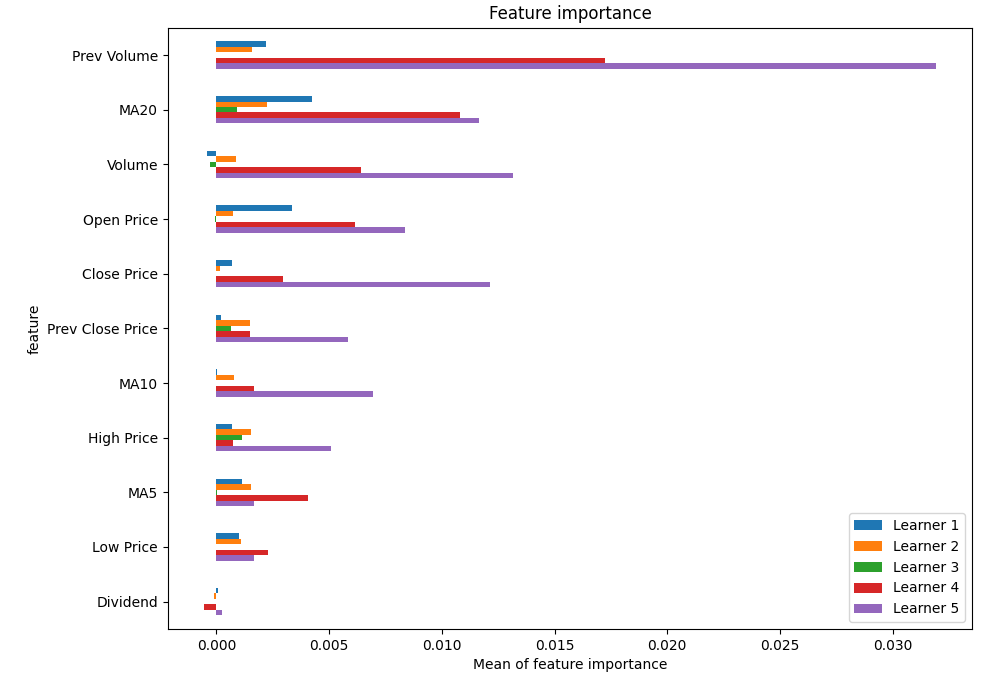 Feature importance
Prev Volume
MA20
Volume
Open Price
Close Price
Prev Close Price
MA10
High Price
MA5
Low Price
Dividend
feature
Learner 1
Learner 2
Learner 3
Learner 4
Learner 5
0.000 0.005 0.010 0.015 0.020 0.025 0.030
Mean of feature importance